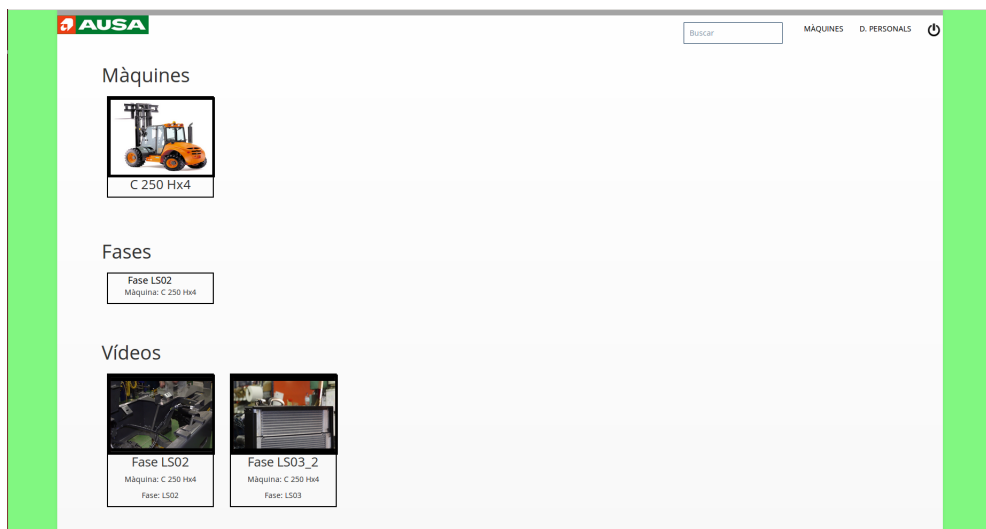 AUSA
Buscar
MÀQUINES
D. PERSONALS
Màquines
C 250 Hx4
Fases
Fase LS02
Màquina: C 250 Hx4
Vídeos
Fase LS02
Màquina: C 250 Hx4
Fase: LS02
Fase LS03_2
Màquina: C 250 Hx4
Fase: LS03